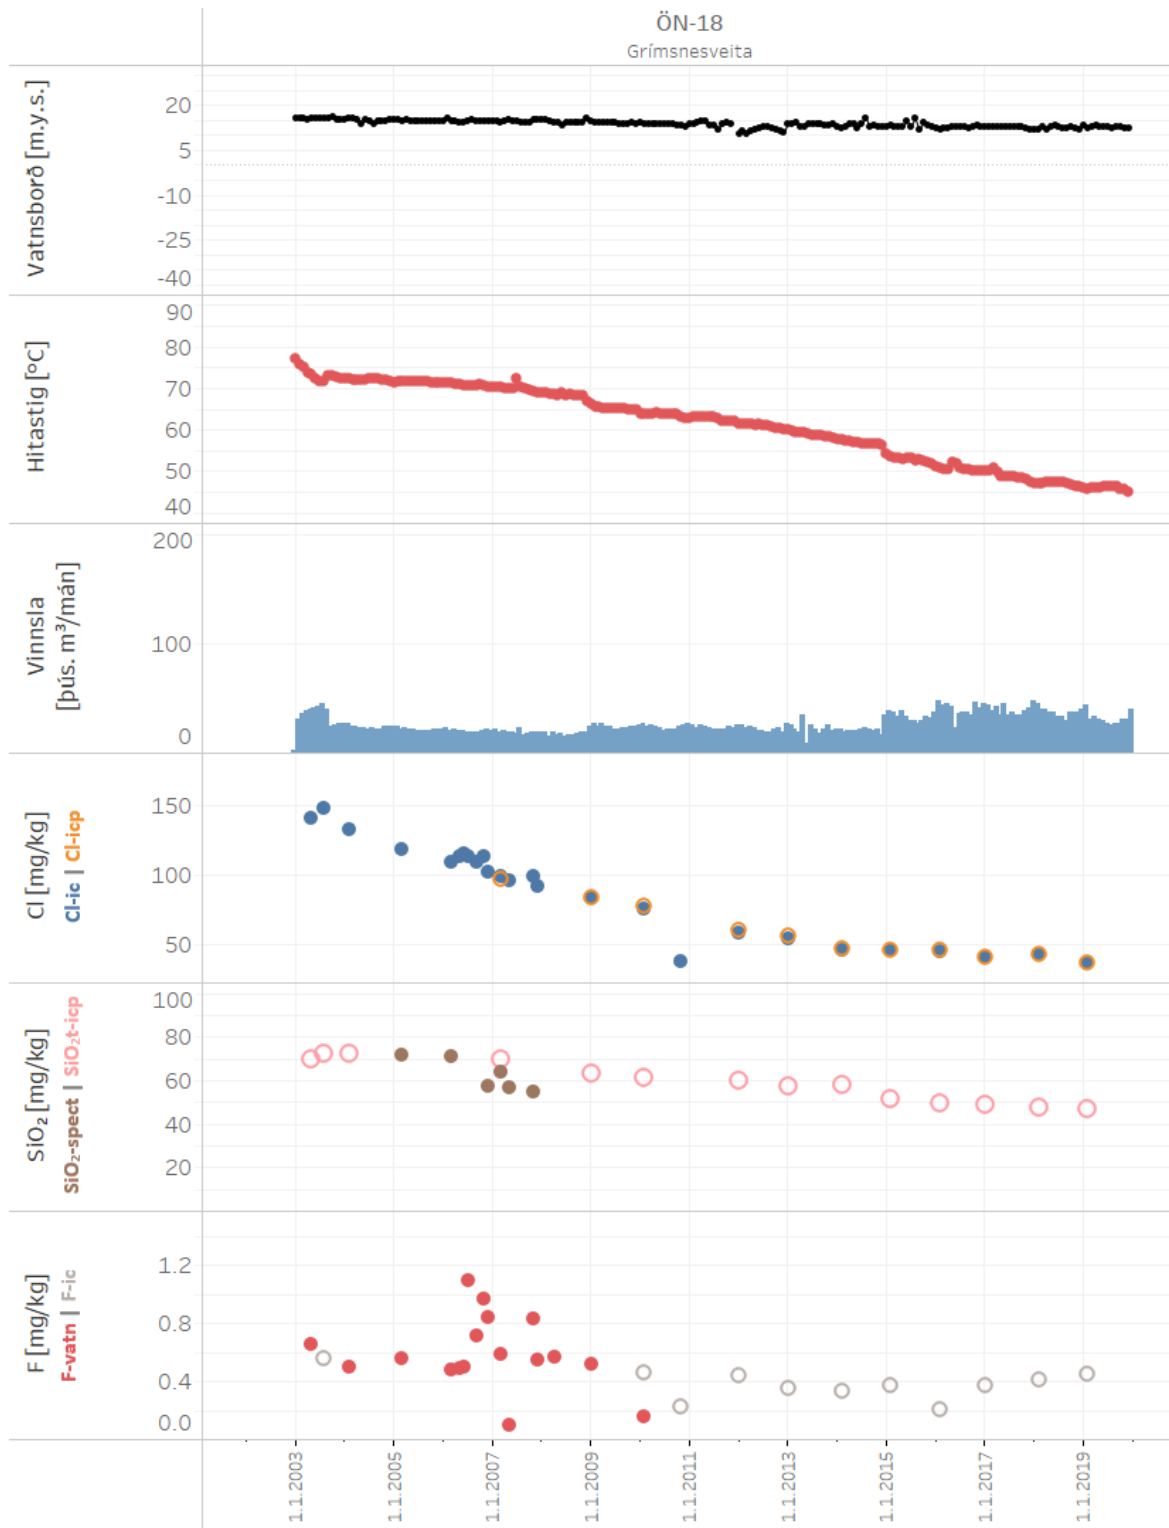 ÖN-18
Grímsnesveita
Vatnsborð [m.y.s.]
20
5
-10
-25
-40
Hitastig [°C]
90
80
70
60
50
40
Vinnsla
[þús. m³/mán]
200
100
0
Cl [mg/kg]
Cl-ic | Cl-icp
150
100
50
SiO₂ [mg/kg]
SiO₂-spect | SiO₂t-icp
100
80
60
40
20
F [mg/kg]
F-vatn | F-ic
1.2
0.8
0.4
0.0
1.1.2003
1.1.2005
1.1.2007
1.1.2009
1.1.2011
1.1.2013
1.1.2015
1.1.2017
1.1.2019